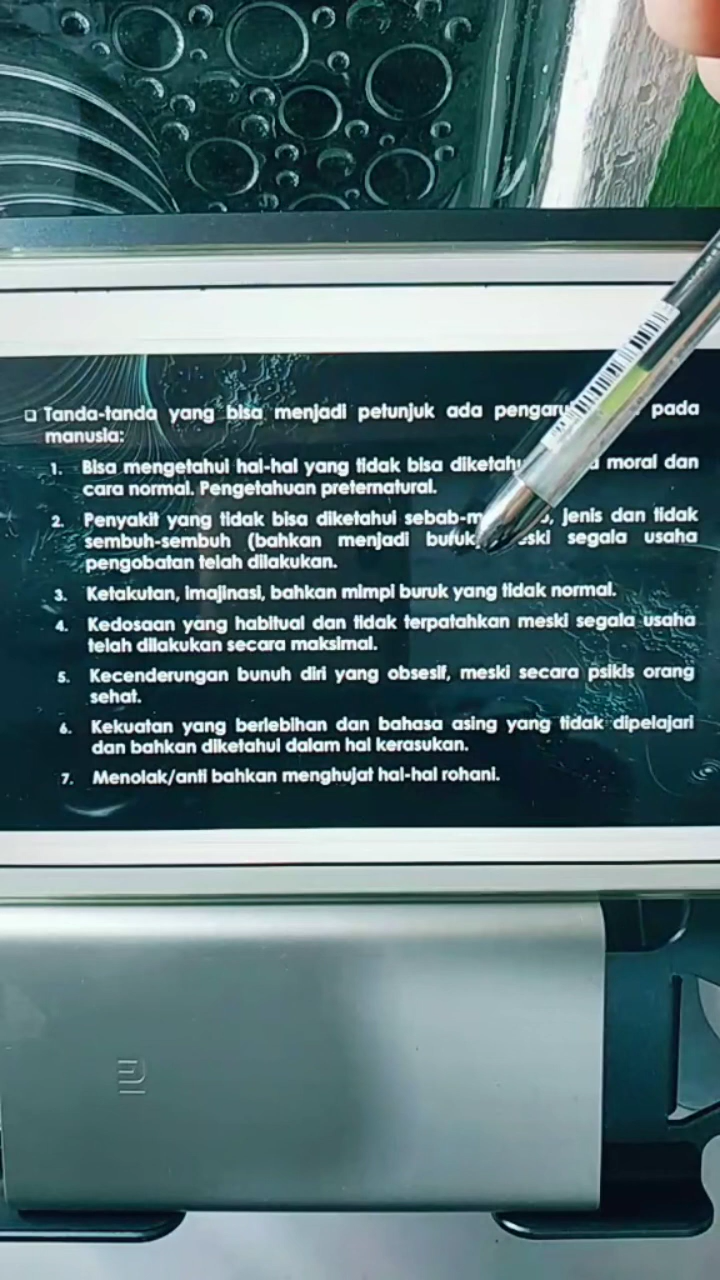 Tanda-tanda yang bisa menjadi petunjuk ada pada
manusia:
1. Bisa mengetahui hal-hal yang tidak bisa moral dan
cara normal. Pengetahuan preternatural.
2. Penyakit yang tidak bisa diketahui jenis dan tidak
sembuh-sembuh (bahkan menjadi segala usaha
pengobatan telah dilakukan.
3. Ketakutan, imajinasi, bahkan mimpi buruk yang tidak normal.
4. Kedosaan yang habitual dan tidak terpatahkan meski segala usaha
telah dilakukan secara maksimal.
5. Kecenderungan bunuh diri yang obsesif, meski secara psikis orang
sehat.
6. Kekuatan yang berlebihan dan bahasa asing yang tidak dipelajari
dan bahkan diketahui dalam hal kerasukan.
7. Menolak/anti bahkan menghujat hal-hal rohani.